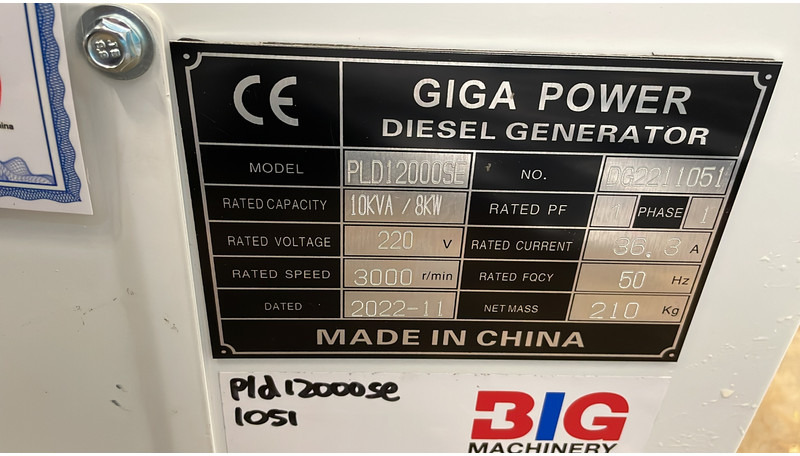 ina
CE
GIGA POWER
DIESEL GENERATOR
MODEL PLD12000SE NO. DG2211051
RATED CAPACITY 10KVA / 8KW RATED PF 1 PHASE 1
RATED VOLTAGE 220 V RATED CURRENT 36.3 A
RATED SPEED 3000 r/min RATED FQCY 50 Hz
DATED 2022-11 NET MASS 210 Kg
MADE IN CHINA
Pld12000se
1051
BIG
MACHINERY